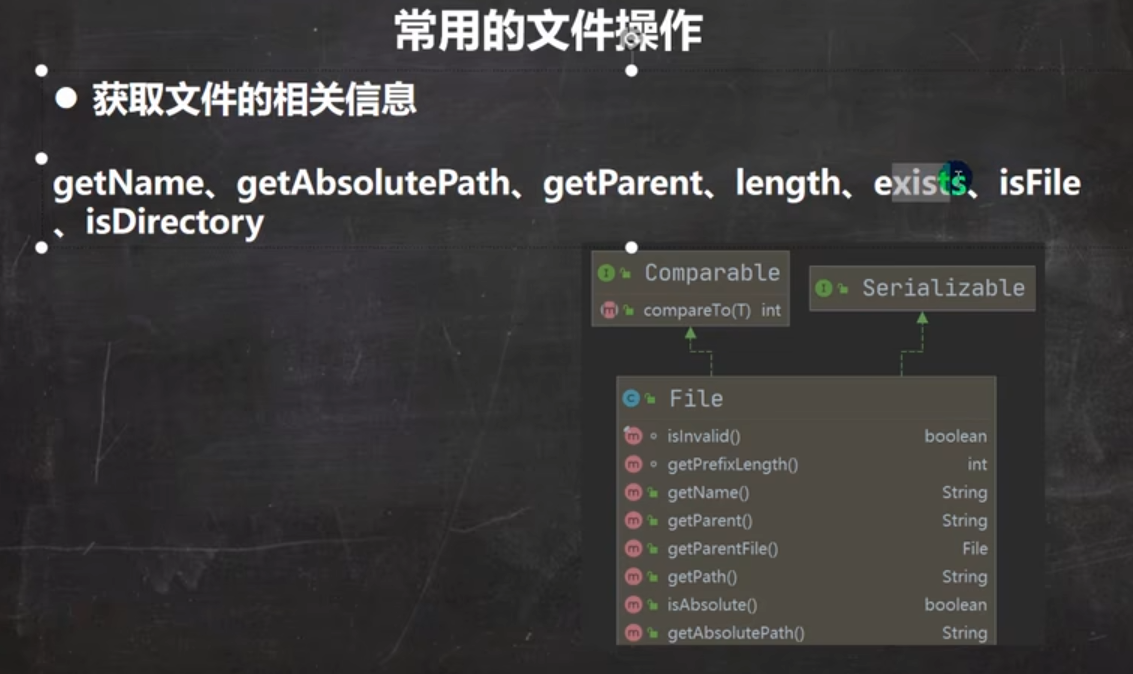 常用的文件操作
● 获取文件的相关信息
getName、getAbsolutePath、getParent、length、exists、isFile
、isDirectory
Comparable
compareTo(T) int
Serializable
File
isInvalid() boolean
getPrefixLength() int
getName() String
getParent() String
getParentFile() File
getPath() String
isAbsolute() boolean
getAbsolutePath() String